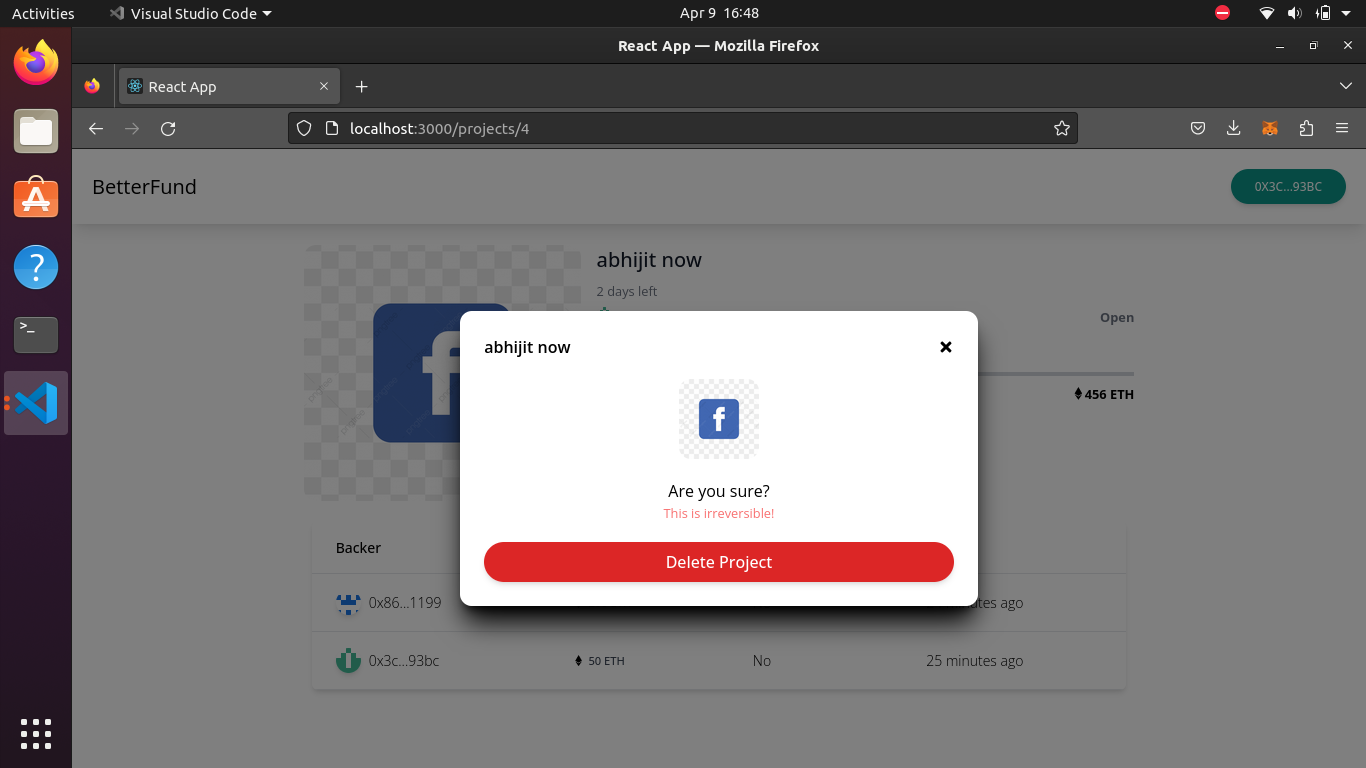 Activities Visual Studio Code Apr 9 16:48
React App — Mozilla Firefox
React App
localhost:3000/projects/4
BetterFund 0X3C...93BC
abhijit now
2 days left
Open
456 ETH
abhijit now
Are you sure?
This is irreversible!
Delete Project
Backer
0x86...1199 utes ago
0x3c...93bc 50 ETH No 25 minutes ago